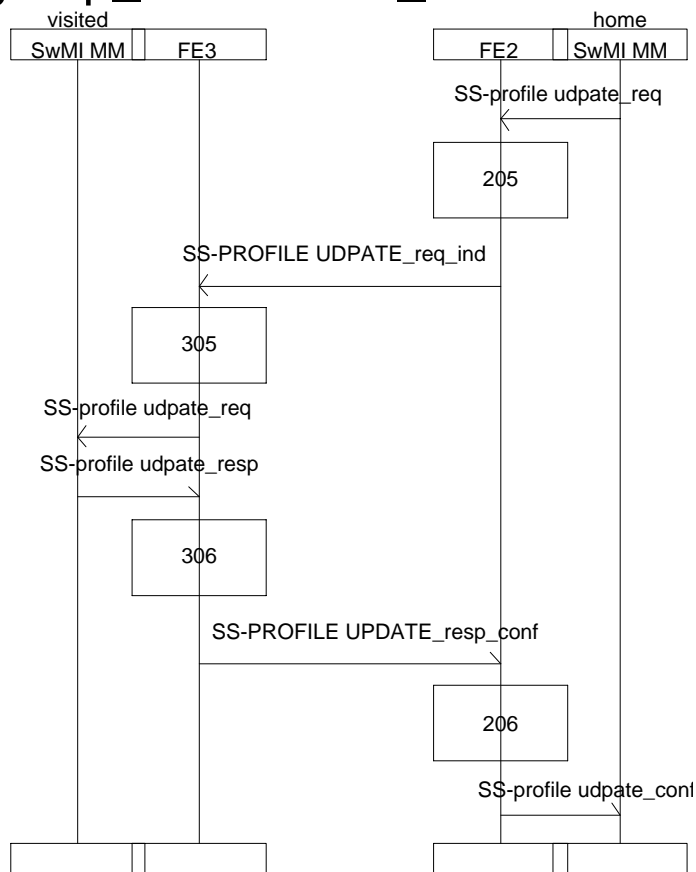 visited
home
SwMI MM
FE3
FE2
SwMI MM
SS-profile udpate_req
205
SS-PROFILE UDPATE_req_ind
305
SS-profile udpate_req
SS-profile udpate_resp
306
SS-PROFILE UPDATE_resp_conf
206
SS-profile udpate_conf